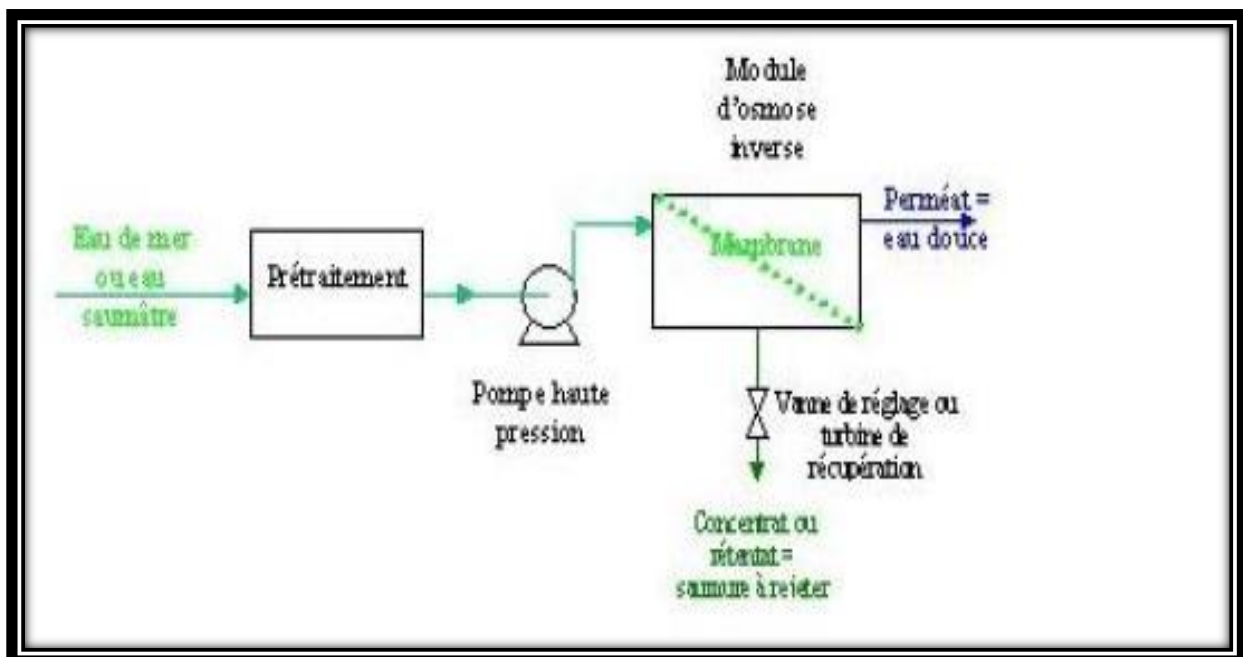 Module
d'osmose
inverse
Eau de mer
ou eau
saumâtre
Prétraitement
Pompe haute
pression
Membrane
Perméat =
eau douce
Vanne de réglage ou
turbine de
récupération
Concentrat ou
rétentat =
saumure à rejeter